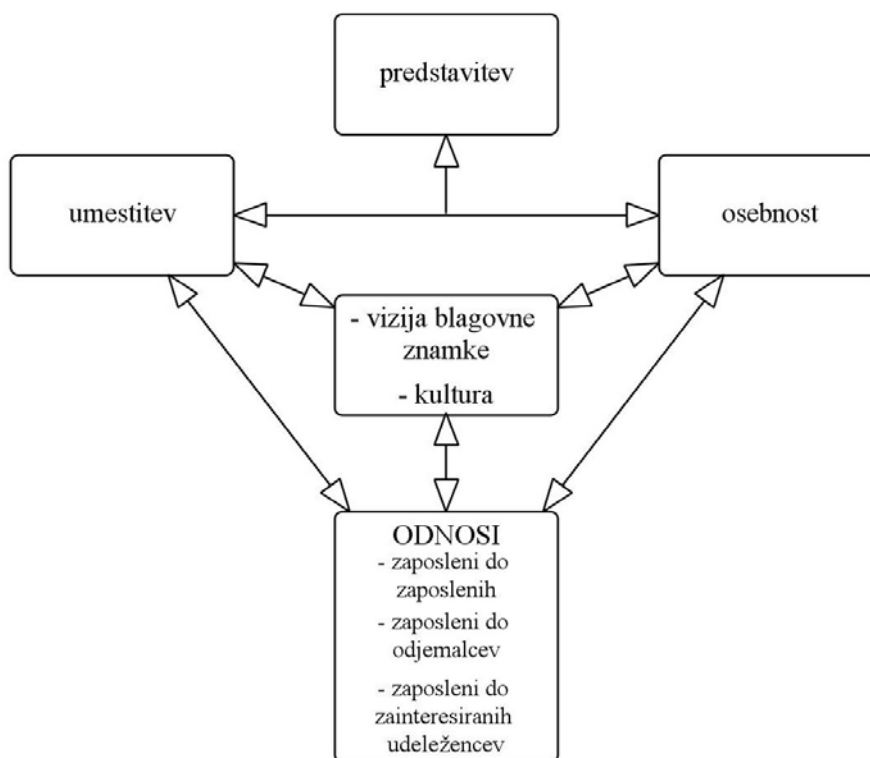 predstavitev
umestitev
osebnost
- vizija blagovne
znamke
- kultura
ODNOSI
- zaposleni do
zaposlenih
- zaposleni do
odjemalcev
- zaposleni do
zainteresiranih
udeležencev